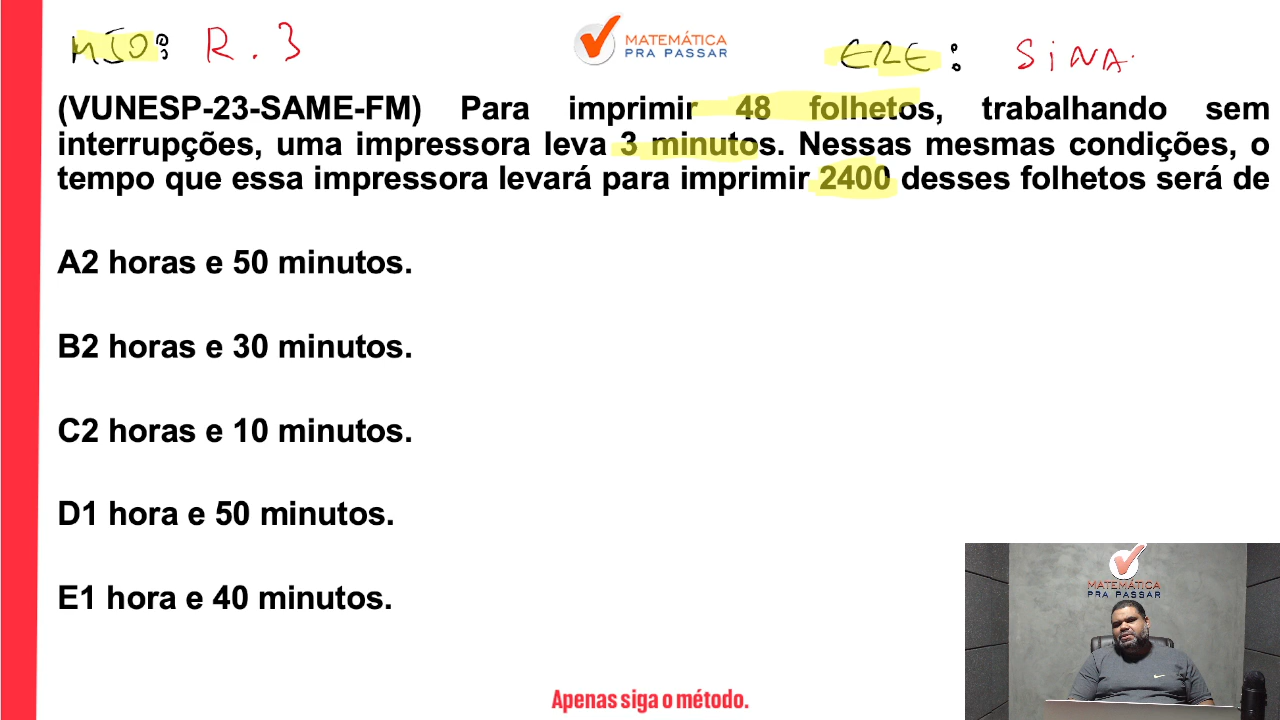 MJO: R. 3
MATEMÁTICA
PRA PASSAR
ERE: SiNA.
(VUNESP-23-SAME-FM) Para imprimir 48 folhetos, trabalhando sem
interrupções, uma impressora leva 3 minutos. Nessas mesmas condições, o
tempo que essa impressora levará para imprimir 2400 desses folhetos será de
A2 horas e 50 minutos.
B2 horas e 30 minutos.
C2 horas e 10 minutos.
D1 hora e 50 minutos.
E1 hora e 40 minutos.
MATEMÁTICA
PRA PASSAR
Apenas siga o método.